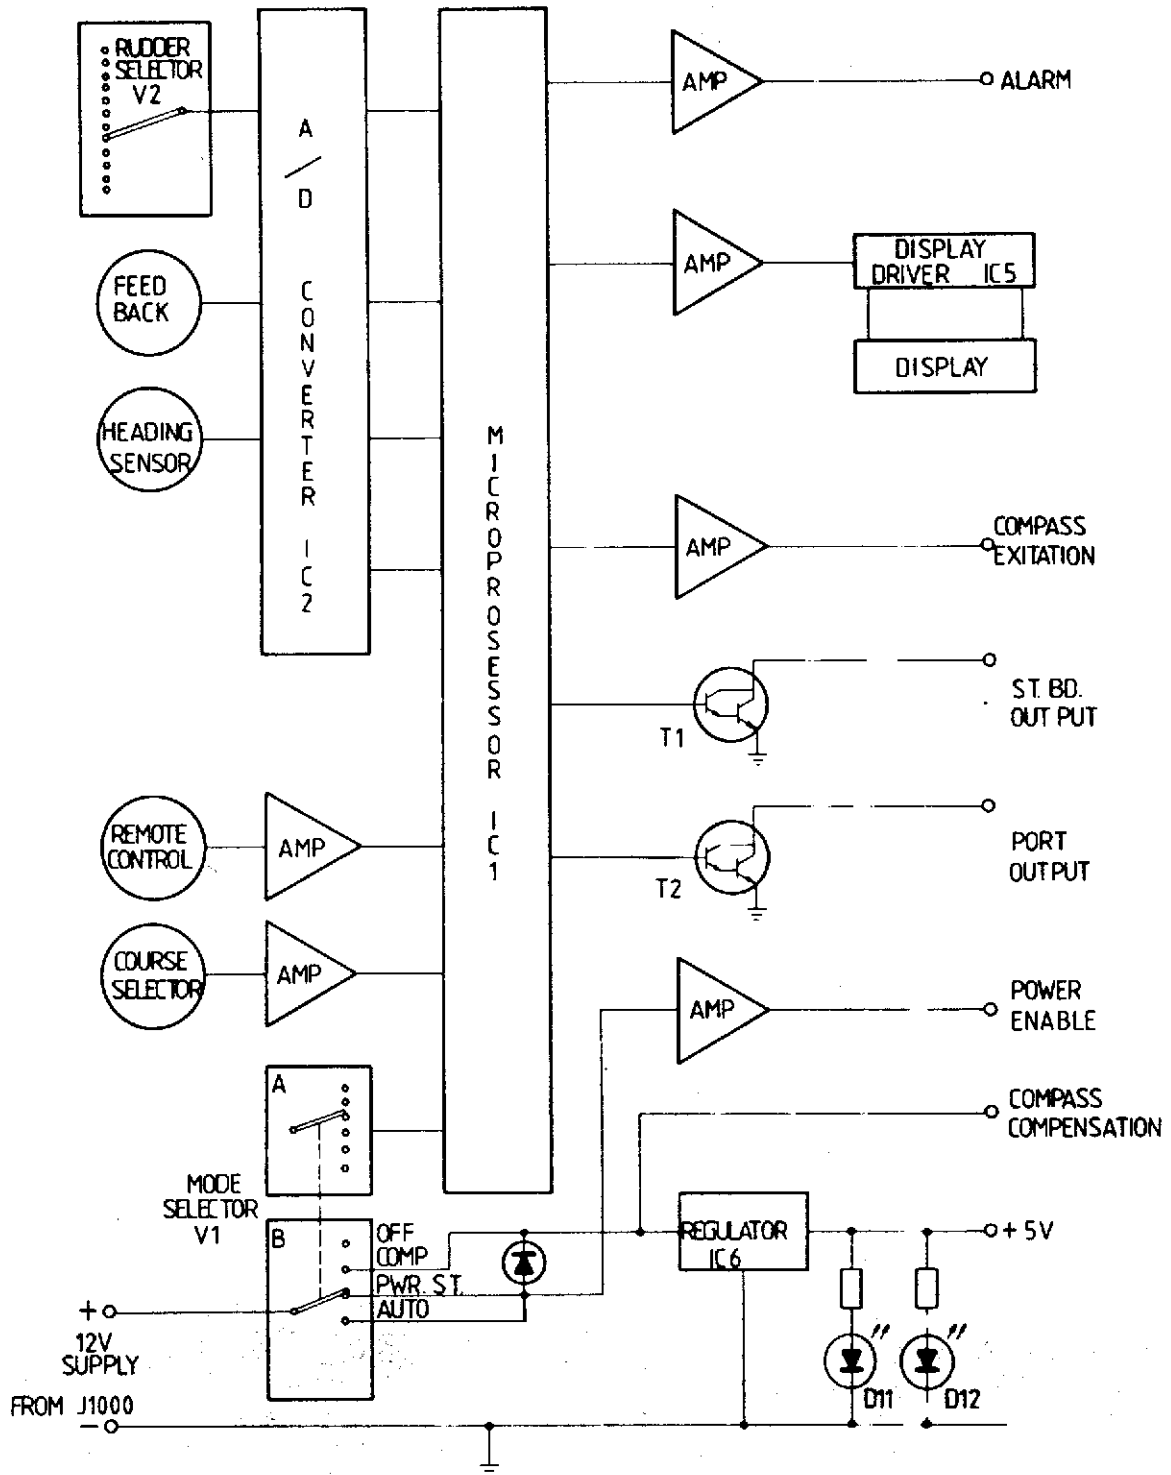 RUDDER
SELECTOR
V2
A
/
D
CONVERTER IC2
FEED
BACK
HEADING
SENSOR
MICROPROSESSOR IC1
AMP
ALARM
AMP
DISPLAY
DRIVER IC5
DISPLAY
AMP
COMPASS
EXITATION
T1
ST. BD.
OUTPUT
T2
PORT
OUTPUT
REMOTE
CONTROL
AMP
COURSE
SELECTOR
AMP
AMP
POWER
ENABLE
COMPASS
COMPENSATION
A
MODE
SELECTOR
V1
B
OFF
COMP
PWR. ST.
AUTO
REGULATOR
IC6
+ 5V
+
12V
SUPPLY
FROM J1000
-
D11
D12